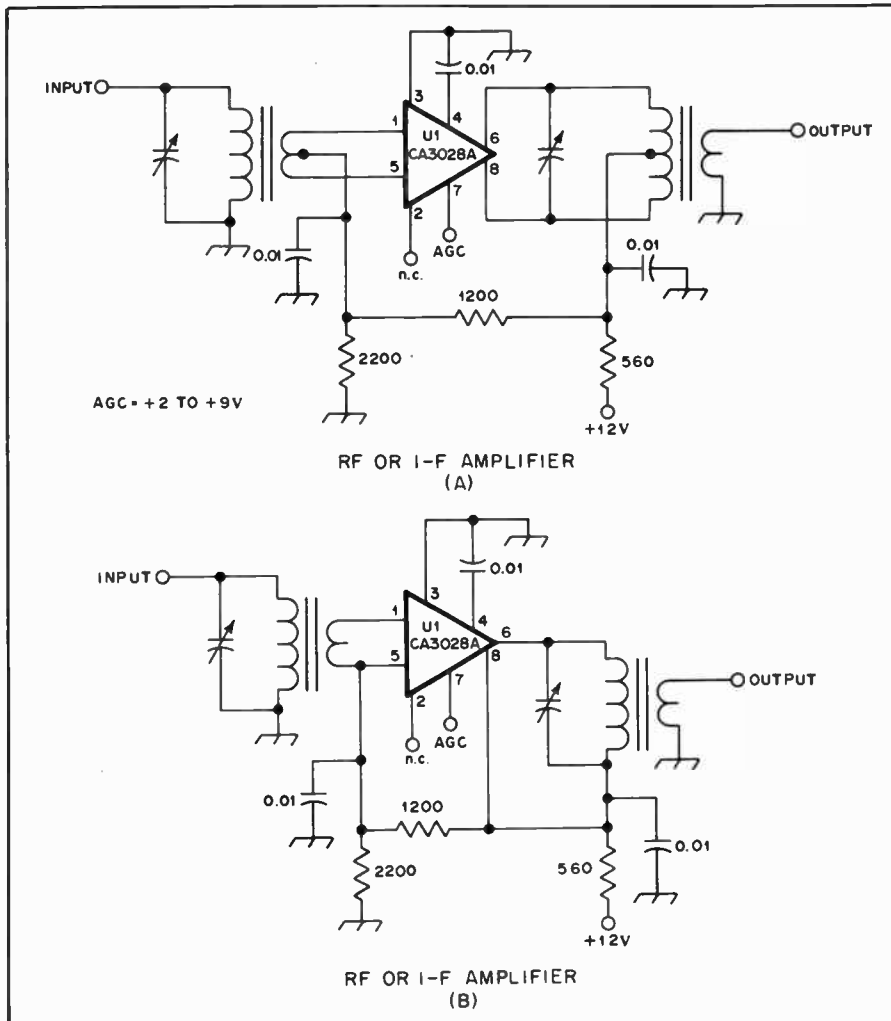 0.01
INPUT
3
4
1
U1
6
CA3028A
8
5
7
2
OUTPUT
0.01
AGC
n.c.
0.01
1200
2200
560
AGC = +2 TO +9V
+12V
RF OR I-F AMPLIFIER
(A)
0.01
INPUT
3
4
1
U1
6
CA3028A
8
5
7
2
OUTPUT
AGC
n.c.
0.01
1200
0.01
2200
560
+12V
RF OR I-F AMPLIFIER
(B)